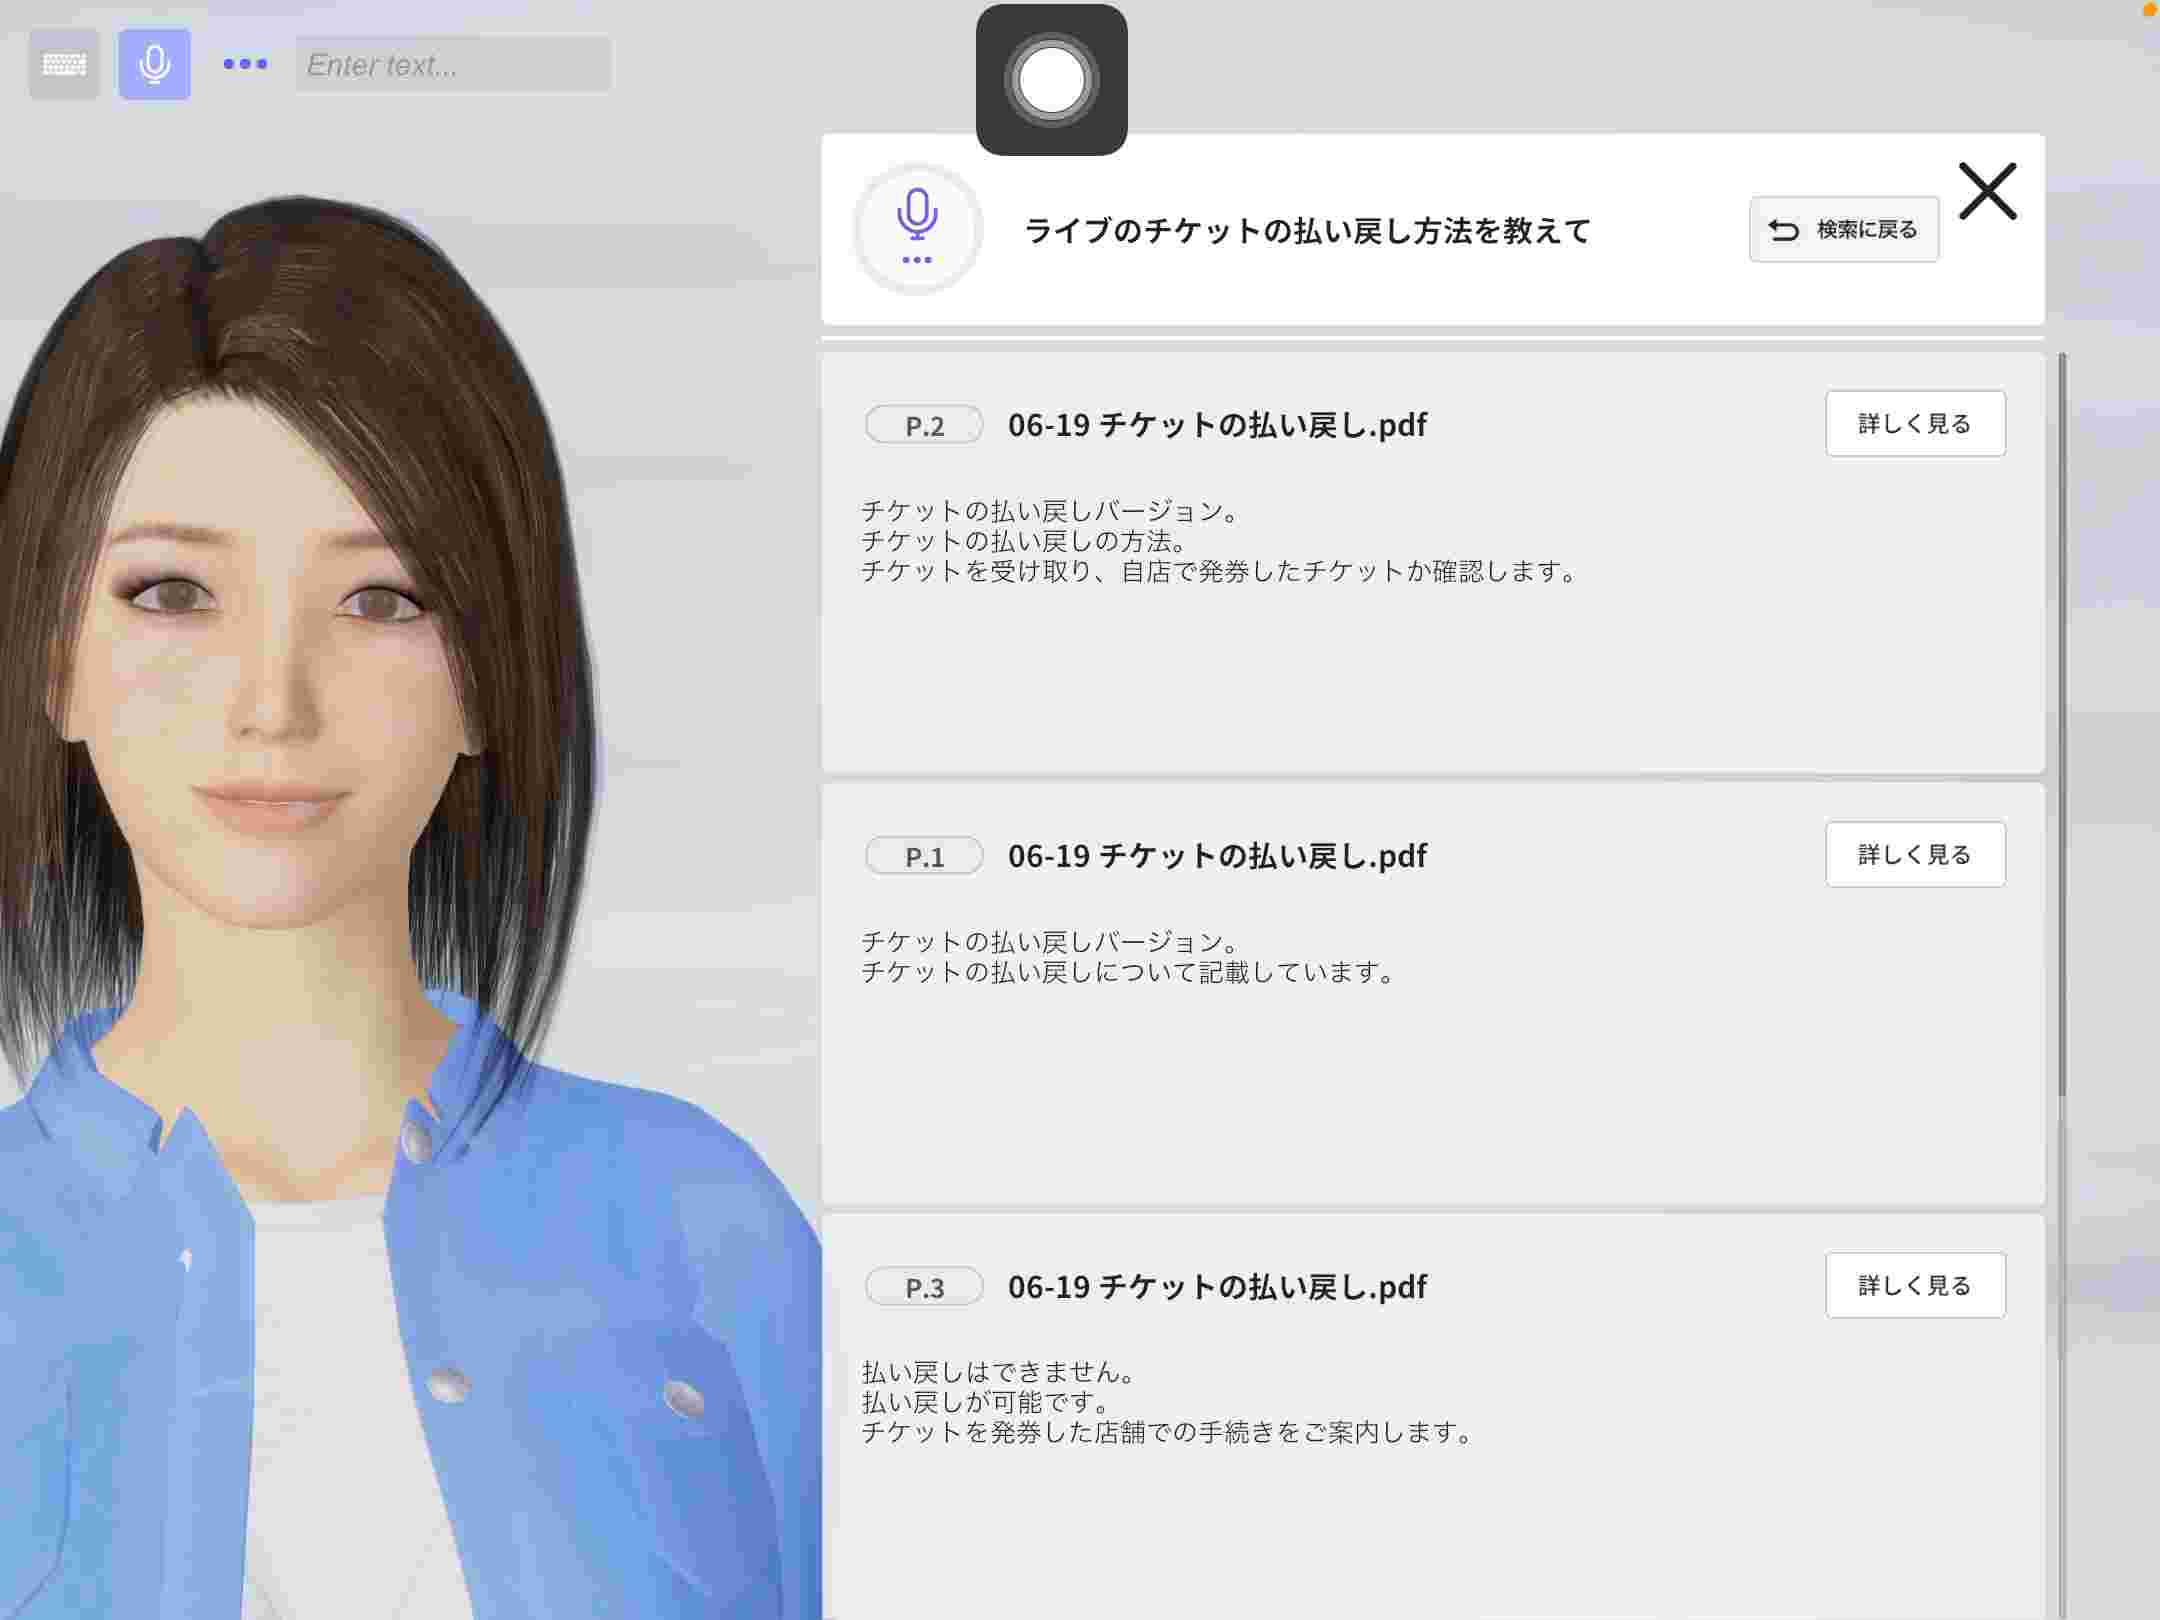 Enter text...
ライブのチケットの払い戻し方法を教えて
検索に戻る
P.2
06-19 チケットの払い戻し.pdf
詳しく見る
チケットの払い戻しバージョン。
チケットの払い戻しの方法。
チケットを受け取り、自店で発券したチケットか確認します。
P.1
06-19 チケットの払い戻し.pdf
詳しく見る
チケットの払い戻しバージョン。
チケットの払い戻しについて記載しています。
P.3
06-19 チケットの払い戻し.pdf
詳しく見る
払い戻しはできません。
払い戻しが可能です。
チケットを発券した店舗での手続きをご案内します。